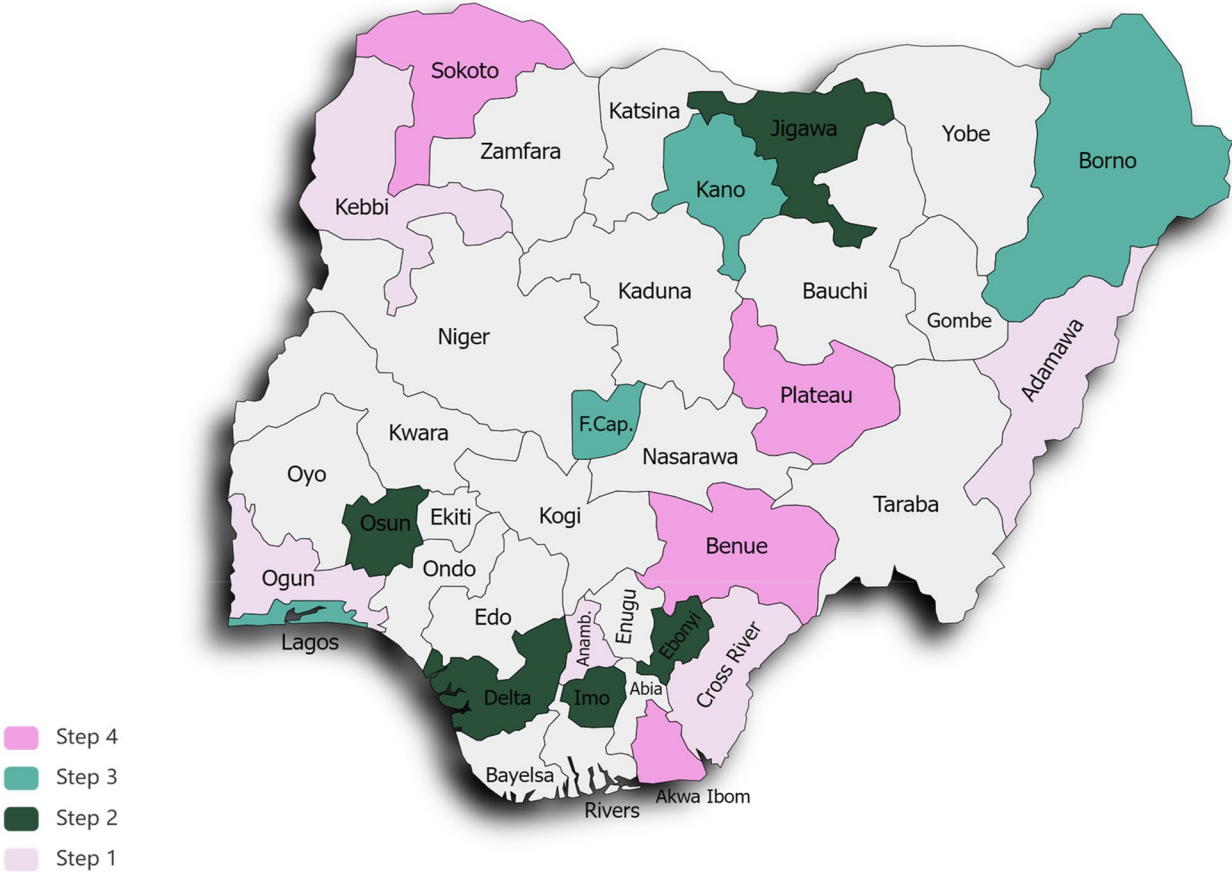 Sokoto
Katsina
Jigawa
Yobe
Borno
Zamfara
Kano
Kebbi
Kaduna
Bauchi
Gombe
Niger
Adamawa
Plateau
F.Cap.
Kwara
Nasarawa
Oyo
Taraba
Osun
Ekiti
Kogi
Benue
Ogun
Ondo
Edo
Enugu
Anamb.
Ebonyi
Cross River
Lagos
Delta
Imo
Abia
Bayelsa
Rivers
Akwa Ibom
Step 4
Step 3
Step 2
Step 1